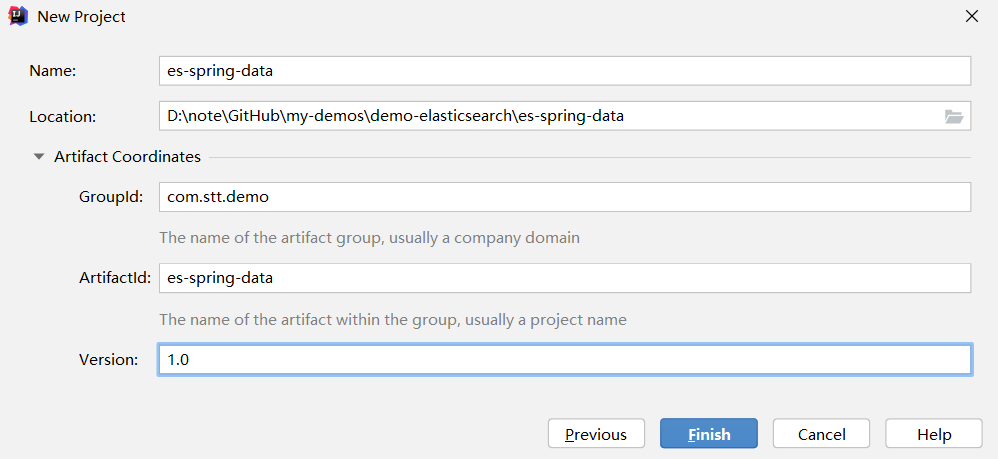 New Project
Name: es-spring-data
Location: D:\note\GitHub\my-demos\demo-elasticsearch\es-spring-data
Artifact Coordinates
GroupId: com.stt.demo
The name of the artifact group, usually a company domain
ArtifactId: es-spring-data
The name of the artifact within the group, usually a project name
Version: 1.0
Previous Finish Cancel Help